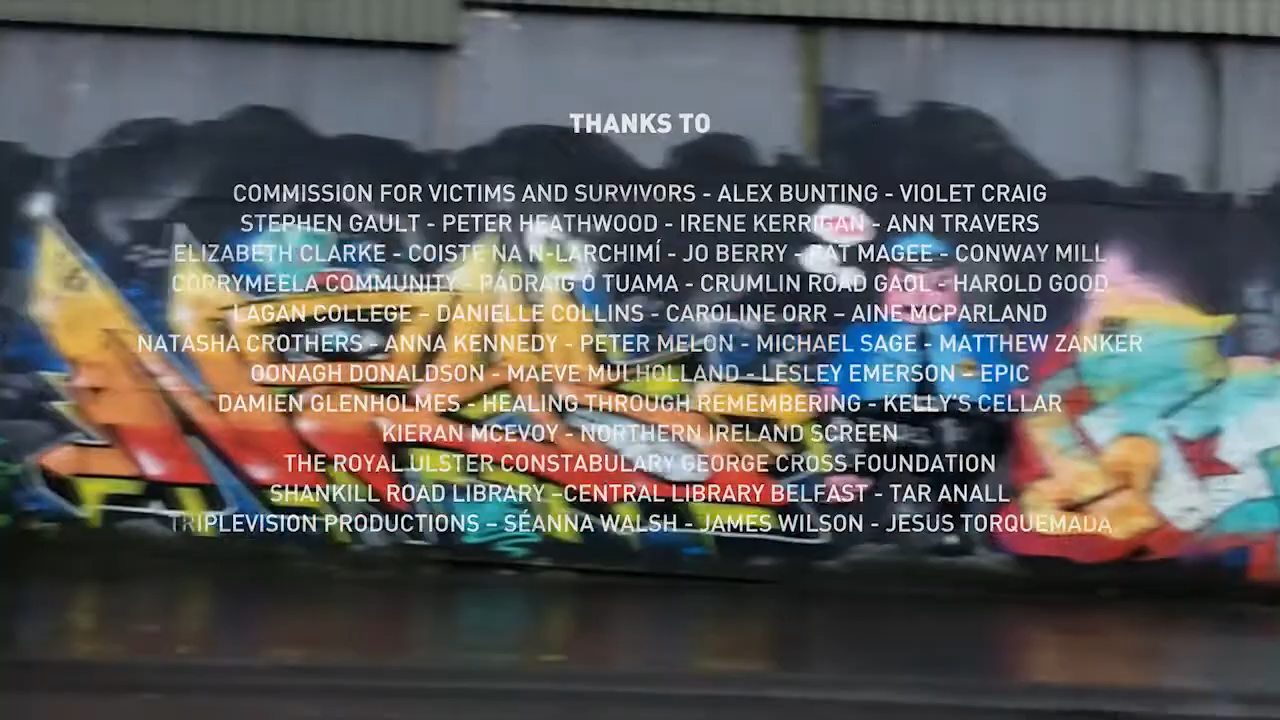 THANKS TO
COMMISSION FOR VICTIMS AND SURVIVORS - ALEX BUNTING - VIOLET CRAIG
STEPHEN GAULT - PETER HEATHWOOD - IRENE KERRIGAN - ANN TRAVERS
ELIZABETH CLARKE - COISTE NA N-LARCHIMÍ - JO BERRY - PAT MAGEE - CONWAY MILL
CORRYMEELA COMMUNITY - PÁDRAIG Ó TUAMA - CRUMLIN ROAD GAOL - HAROLD GOOD
LAGAN COLLEGE – DANIELLE COLLINS - CAROLINE ORR – AINE MCPARLAND
NATASHA CROTHERS - ANNA KENNEDY - PETER MELON - MICHAEL SAGE - MATTHEW ZANKER
OONAGH DONALDSON - MAEVE MULHOLLAND - LESLEY EMERSON - EPIC
DAMIEN GLENHOLMES - HEALING THROUGH REMEMBERING - KELLY'S CELLAR
KIERAN MCEVOY - NORTHERN IRELAND SCREEN
THE ROYAL ULSTER CONSTABULARY GEORGE CROSS FOUNDATION
SHANKILL ROAD LIBRARY –CENTRAL LIBRARY BELFAST - TAR ANALL
TRIPLEVISION PRODUCTIONS – SÉANNA WALSH - JAMES WILSON - JESUS TORQUEMADA